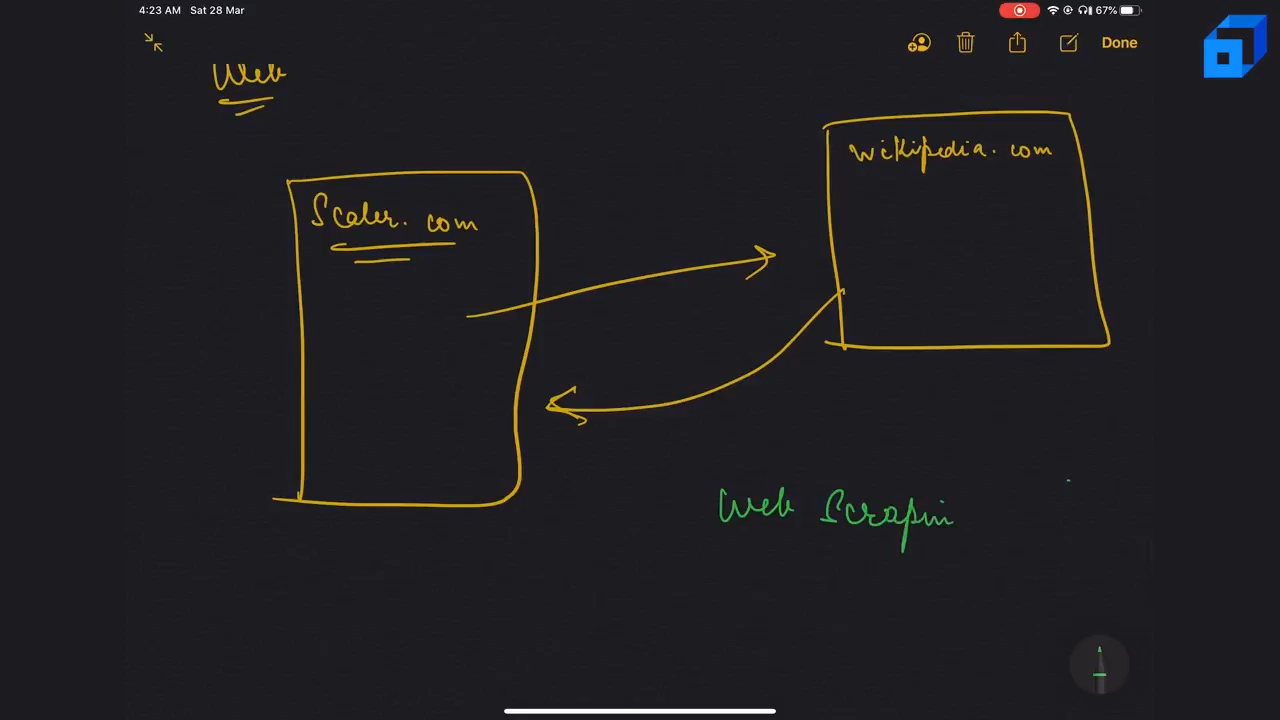 4:23 AM Sat 28 Mar
67%
Done
Web
Scaler. com
wikipedia. com
Web Scrapin